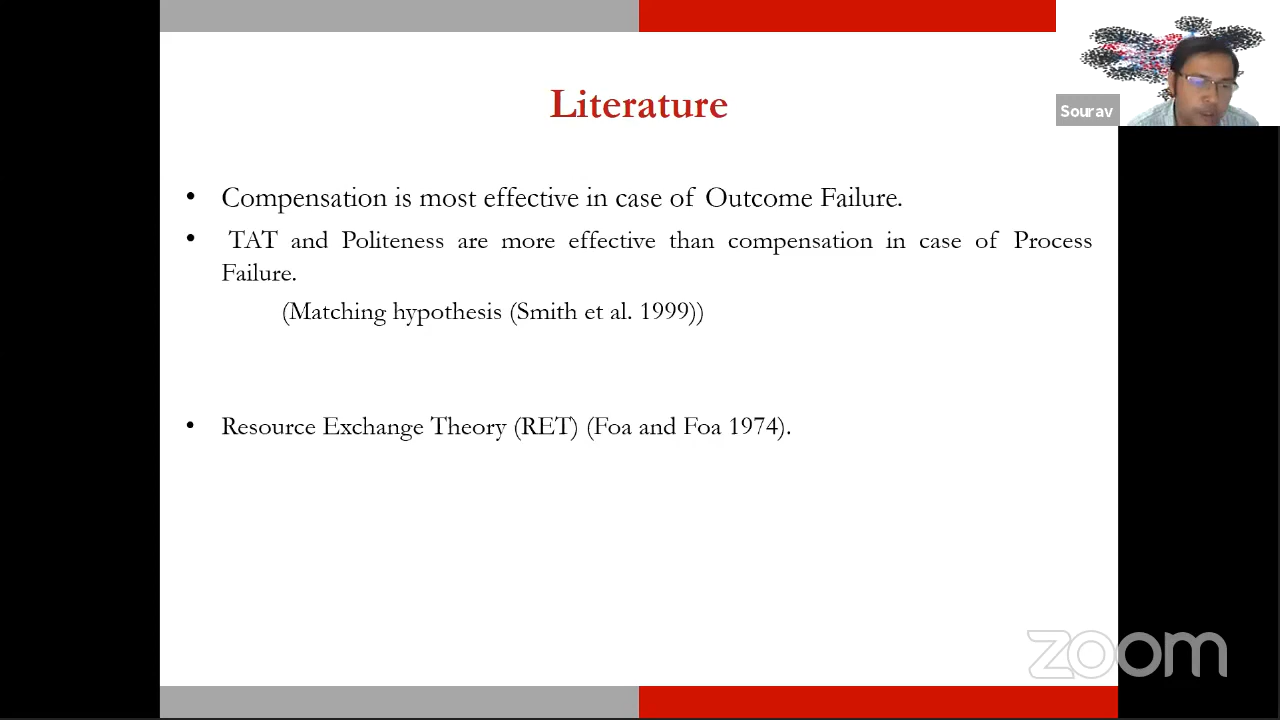 Literature
Sourav
• Compensation is most effective in case of Outcome Failure.
• TAT and Politeness are more effective than compensation in case of Process
Failure.
(Matching hypothesis (Smith et al. 1999))
• Resource Exchange Theory (RET) (Foa and Foa 1974).
zoom